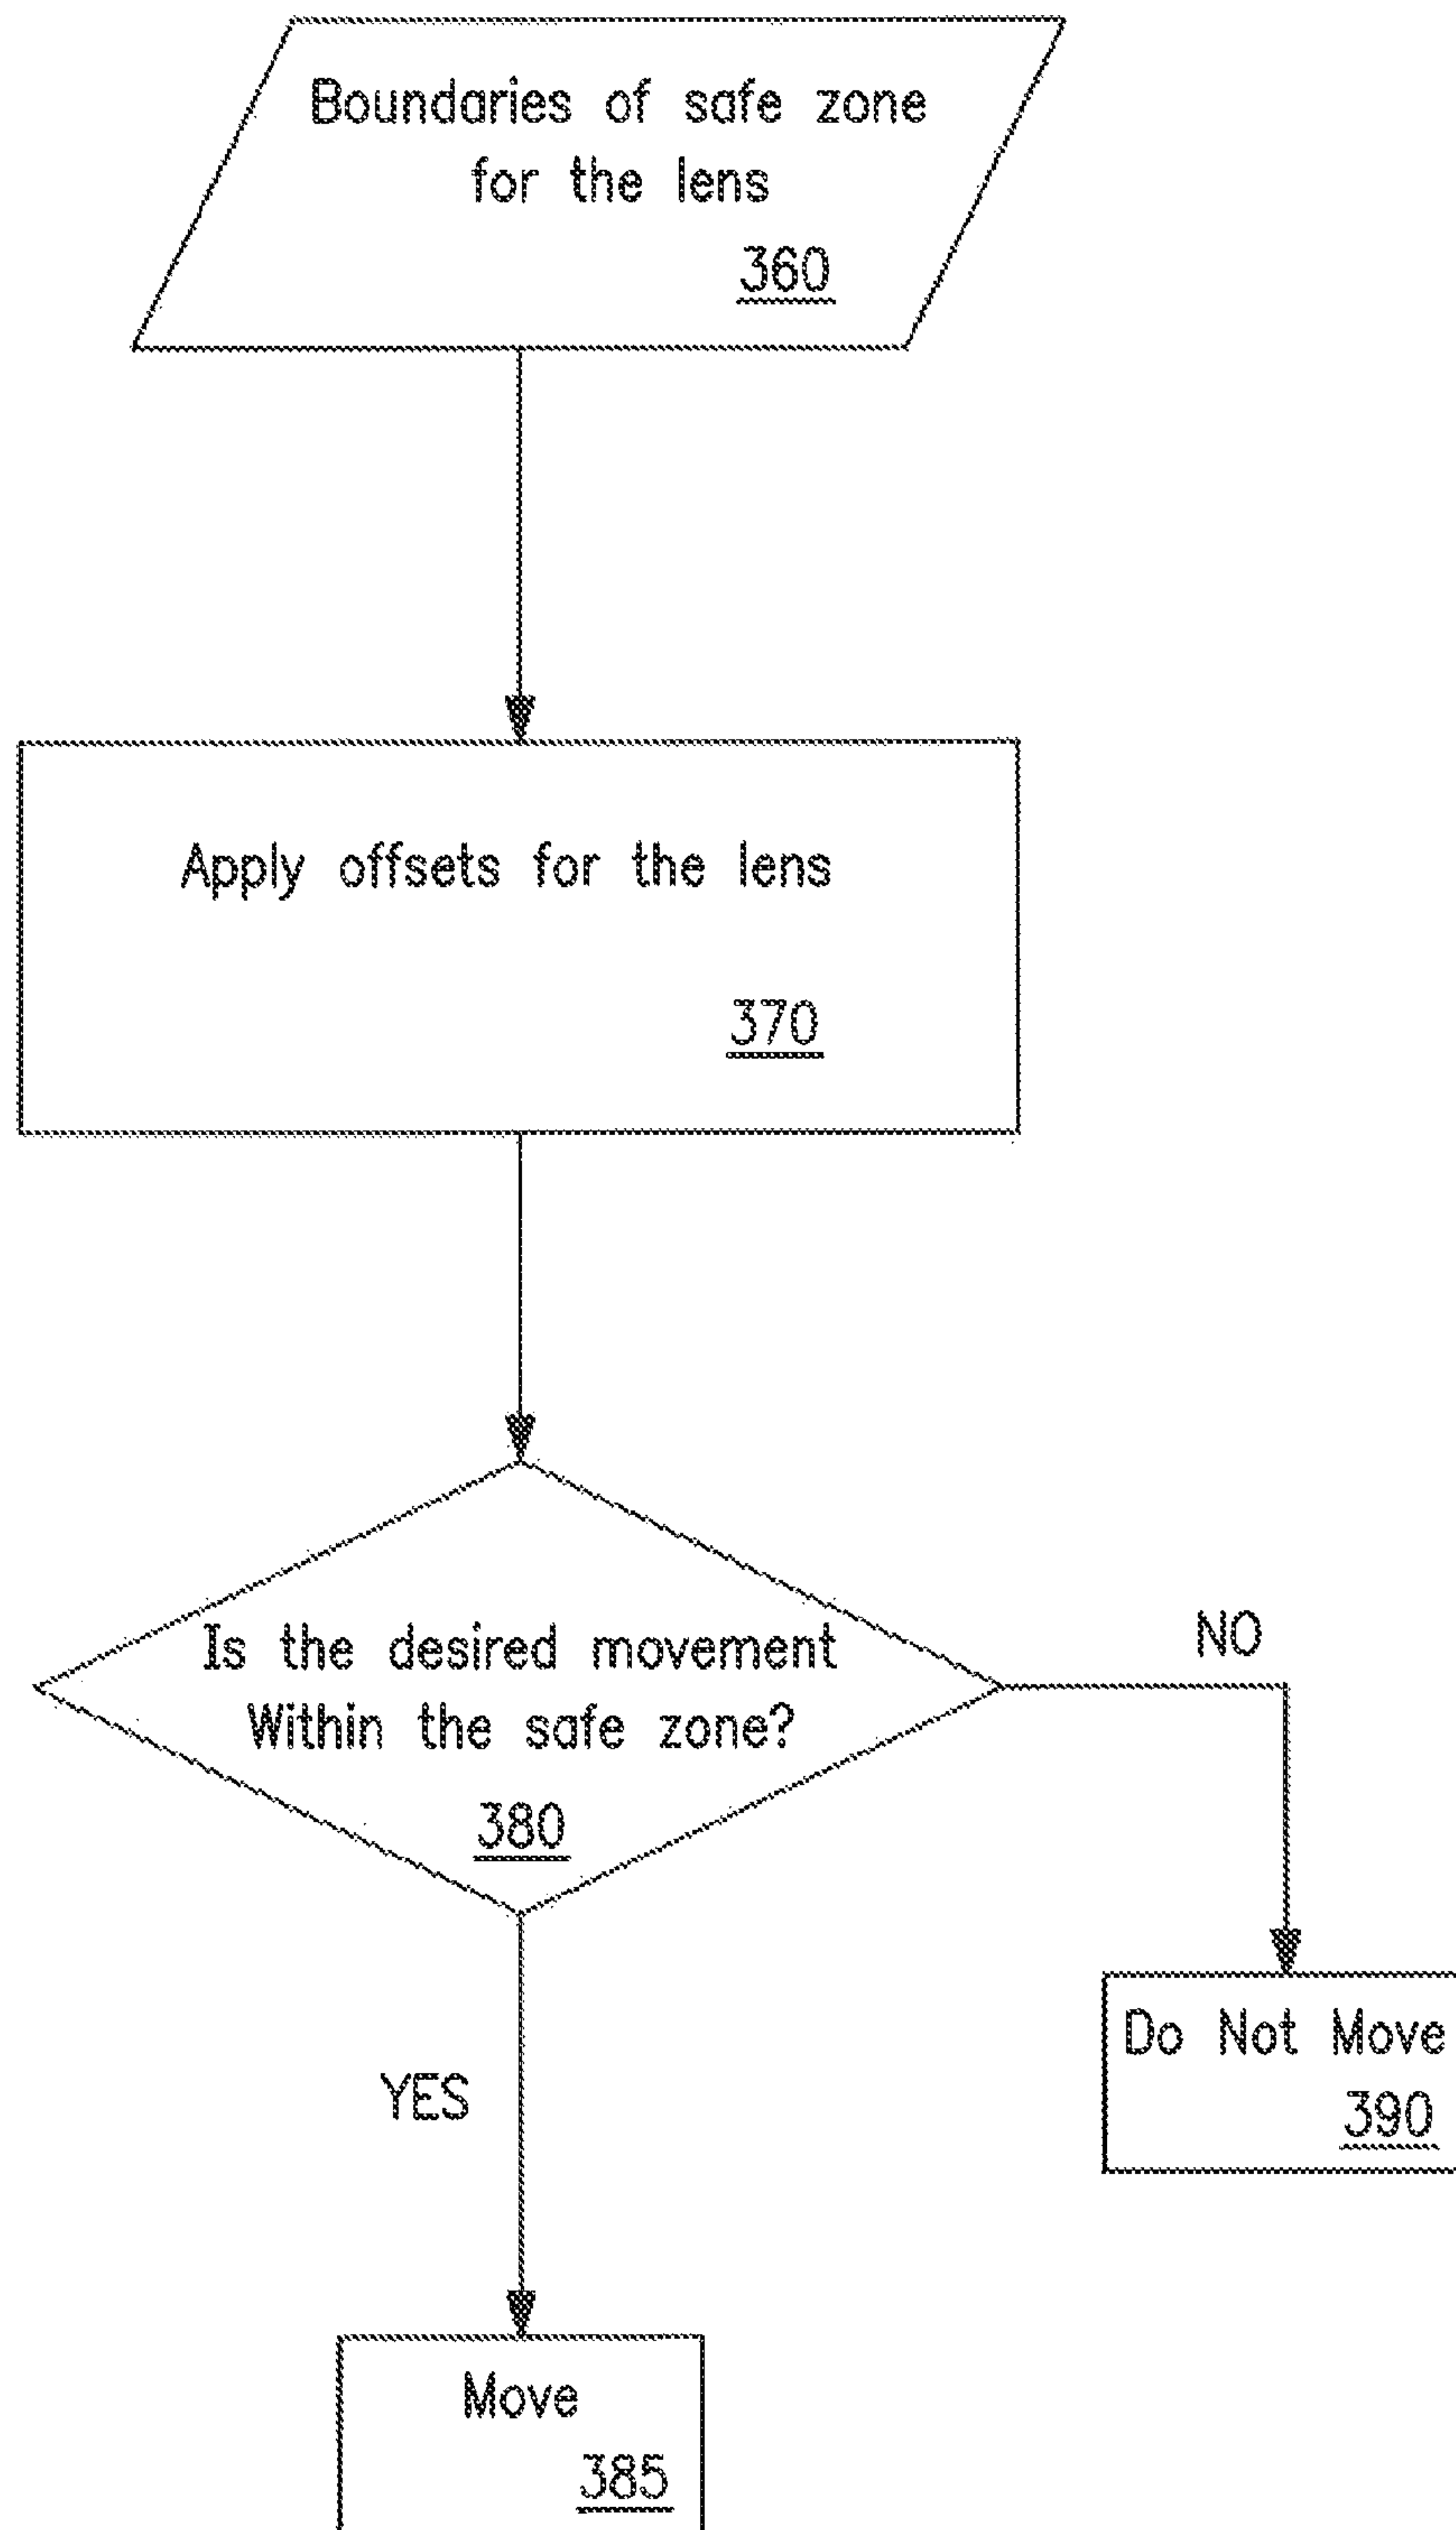 Boundaries of safe zone
for the lens
360
Apply offsets for the lens
370
Is the desired movement
Within the safe zone?
380
NO
Do Not Move
390
YES
Move
385